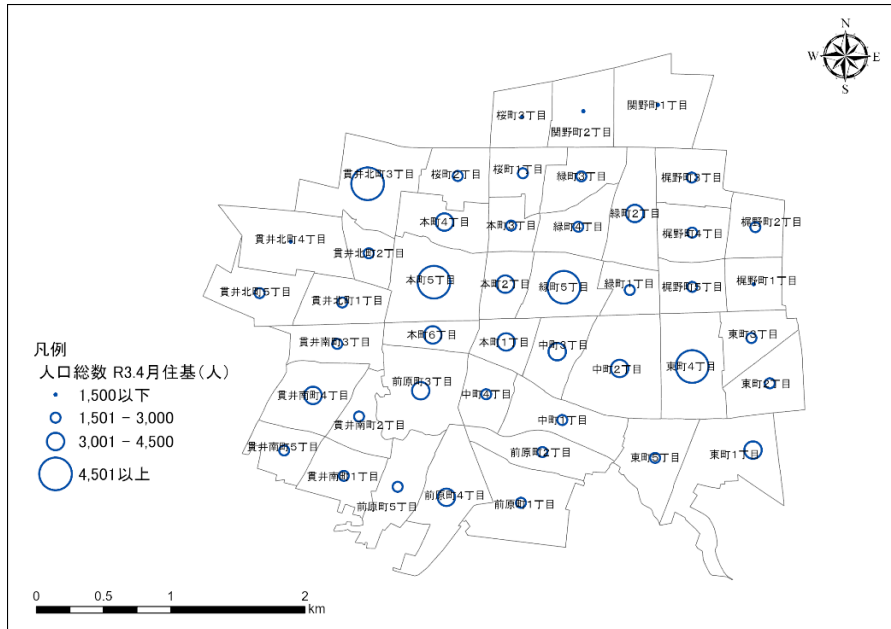 N
W E
S
桜町3丁目
関野町2丁目
関野町1丁目
貫井北町3丁目
桜町2丁目
桜町1丁目
緑町3丁目
梶野町3丁目
本町4丁目
本町3丁目
緑町4丁目
緑町2丁目
梶野町4丁目
梶野町2丁目
貫井北町4丁目
貫井北町2丁目
本町5丁目
本町2丁目
緑町5丁目
緑町1丁目
梶野町5丁目
梶野町1丁目
貫井北町5丁目
貫井北町1丁目
貫井南町3丁目
本町6丁目
本町1丁目
中町3丁目
中町2丁目
東町4丁目
東町3丁目
東町2丁目
貫井南町4丁目
前原町3丁目
中町4丁目
貫井南町2丁目
中町1丁目
貫井南町5丁目
前原町2丁目
東町5丁目
東町1丁目
貫井南町1丁目
前原町5丁目
前原町4丁目
前原町1丁目
凡例
人口総数 R3.4月住基(人)
1,500以下
1,501 - 3,000
3,001 - 4,500
4,501以上
0 0.5 1 2
km